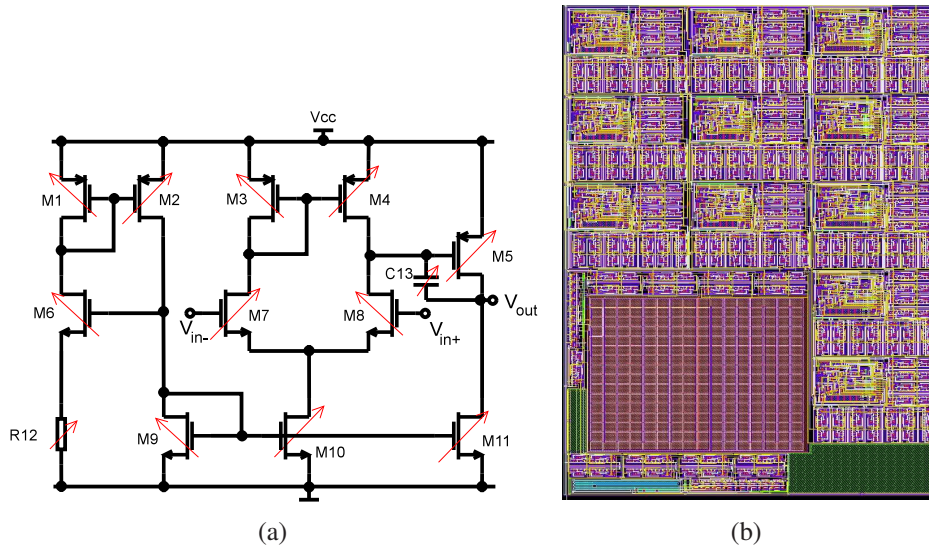 Vcc
M1
M2
M3
M4
M5
C13
Vout
M6
Vin-
M7
M8
Vin+
R12
M9
M10
M11
(a)
(b)